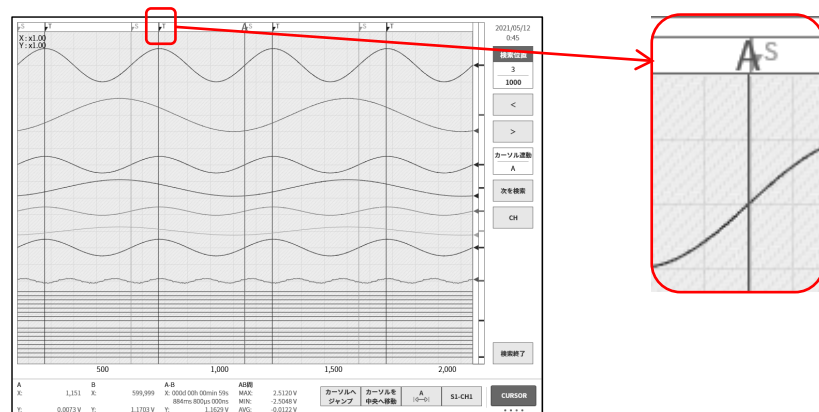 S T S T A S T S T
X:x1.00
Y:x1.00
2021/05/12
0:45
検索位置
3
1000
<
>
カーソル連動
A
次を検索
CH
検索終了
500 1,000 1,500 2,000
A B A-B AB間
X: 1,151 X: 599,999 X: 000d 00h 00min 59s MAX: 2.5120 V
884ms 800μs 000ns MIN: -2.5048 V
Y: 0.0073 V Y: 1.1703 V Y: 1.1629 V AVG: -0.0122 V
カーソルへ
ジャンプ
カーソルを
中央へ移動
A
S1-CH1
CURSOR
A S